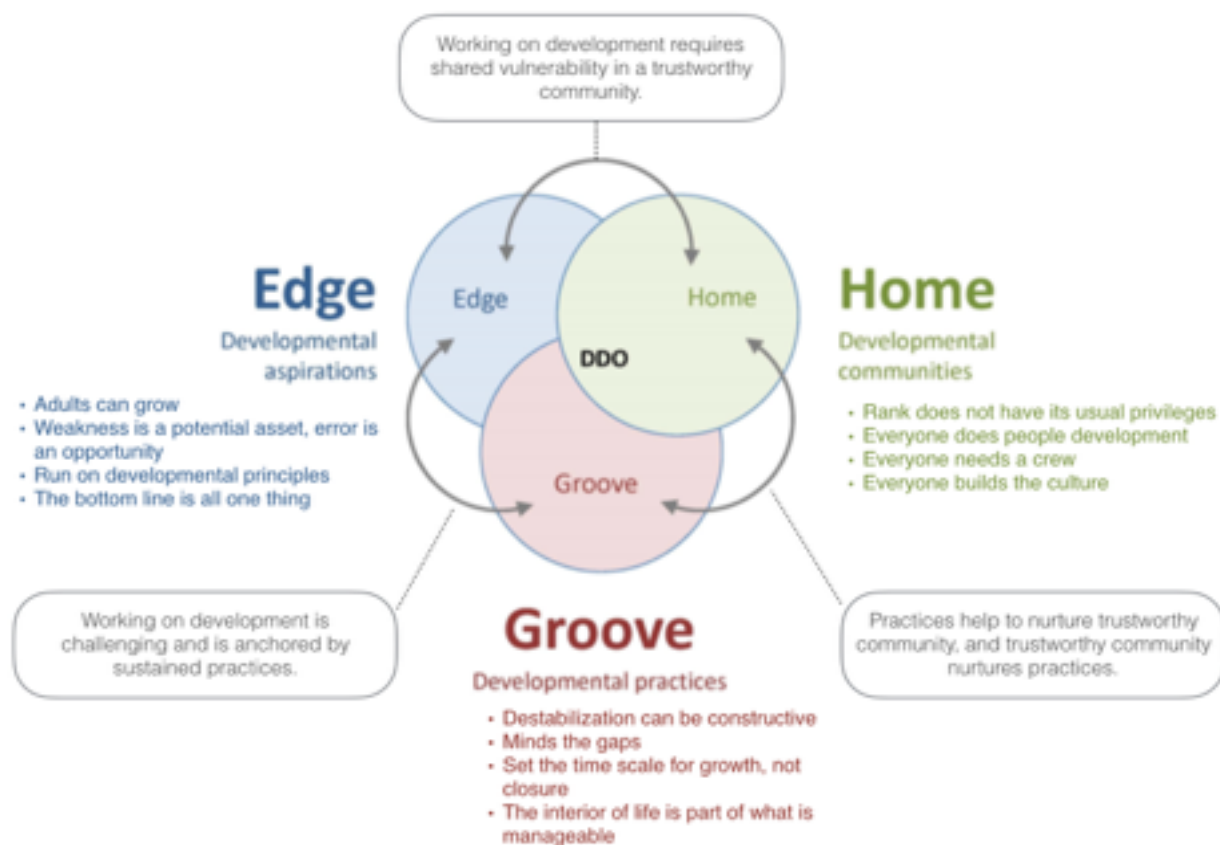 Working on development requires
shared vulnerability in a trustworthy
community.
Edge
Developmental
aspirations
• Adults can grow
• Weakness is a potential asset, error is
an opportunity
• Run on developmental principles
• The bottom line is all one thing
Edge
Home
DDO
Groove
Home
Developmental
communities
• Rank does not have its usual privileges
• Everyone does people development
• Everyone needs a crew
• Everyone builds the culture
Working on development is
challenging and is anchored by
sustained practices.
Groove
Developmental practices
• Destabilization can be constructive
• Minds the gaps
• Set the time scale for growth, not
closure
• The interior of life is part of what is
manageable
Practices help to nurture trustworthy
community, and trustworthy community
nurtures practices.